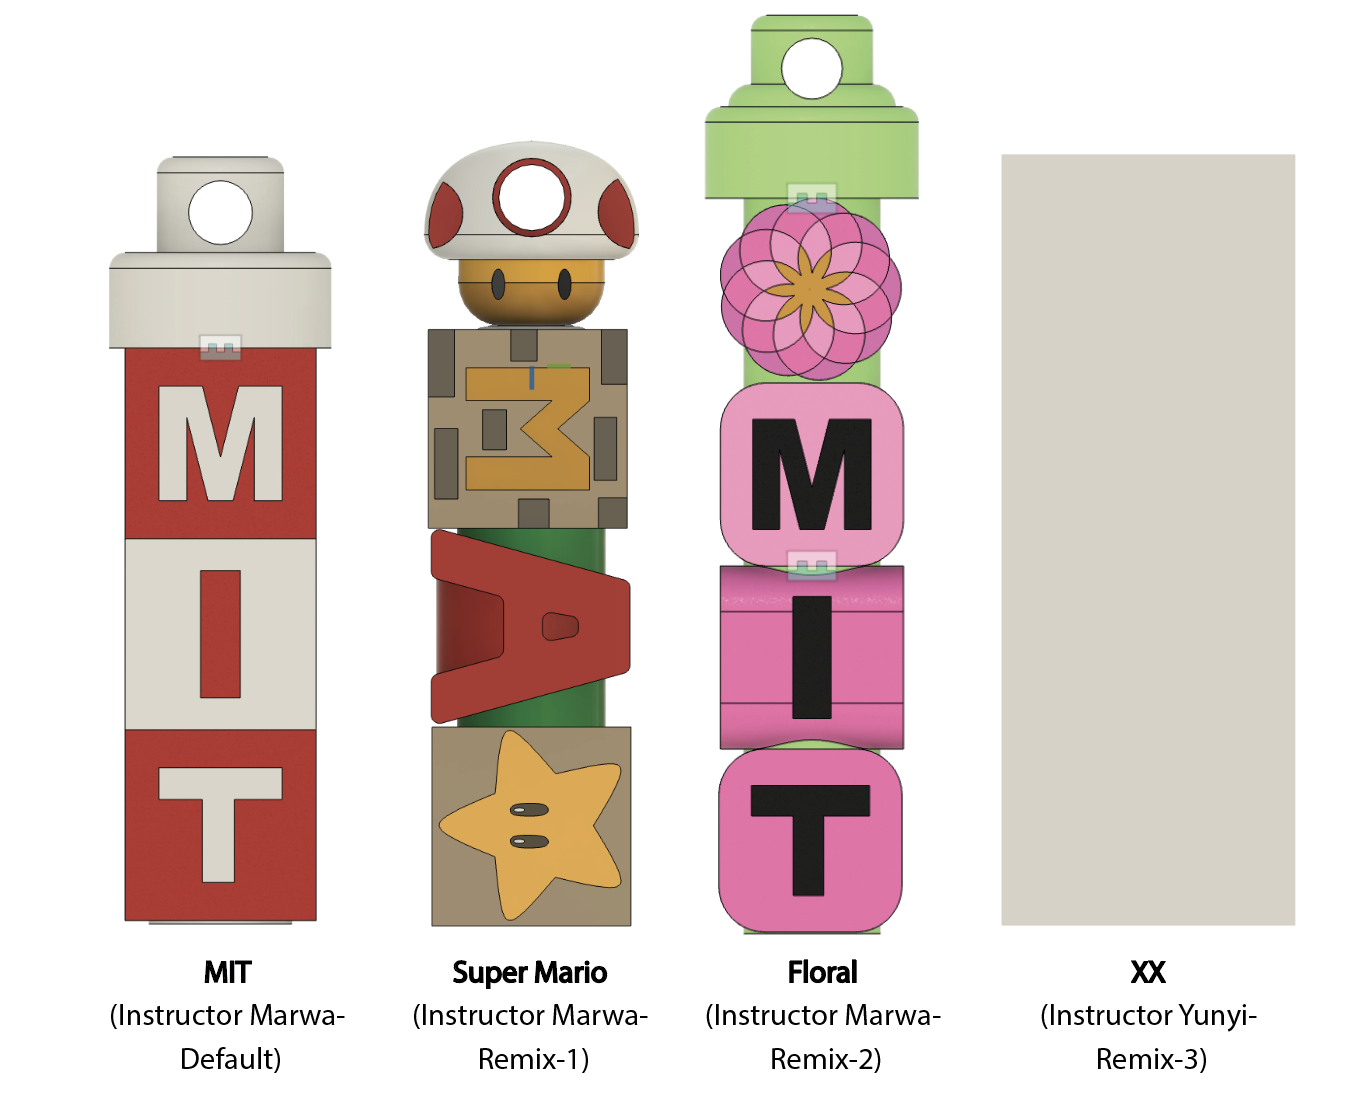 M
I
T
M
A
M
I
T
MIT
(Instructor Marwa-
Default)
Super Mario
(Instructor Marwa-
Remix-1)
Floral
(Instructor Marwa-
Remix-2)
XX
(Instructor Yunyi-
Remix-3)